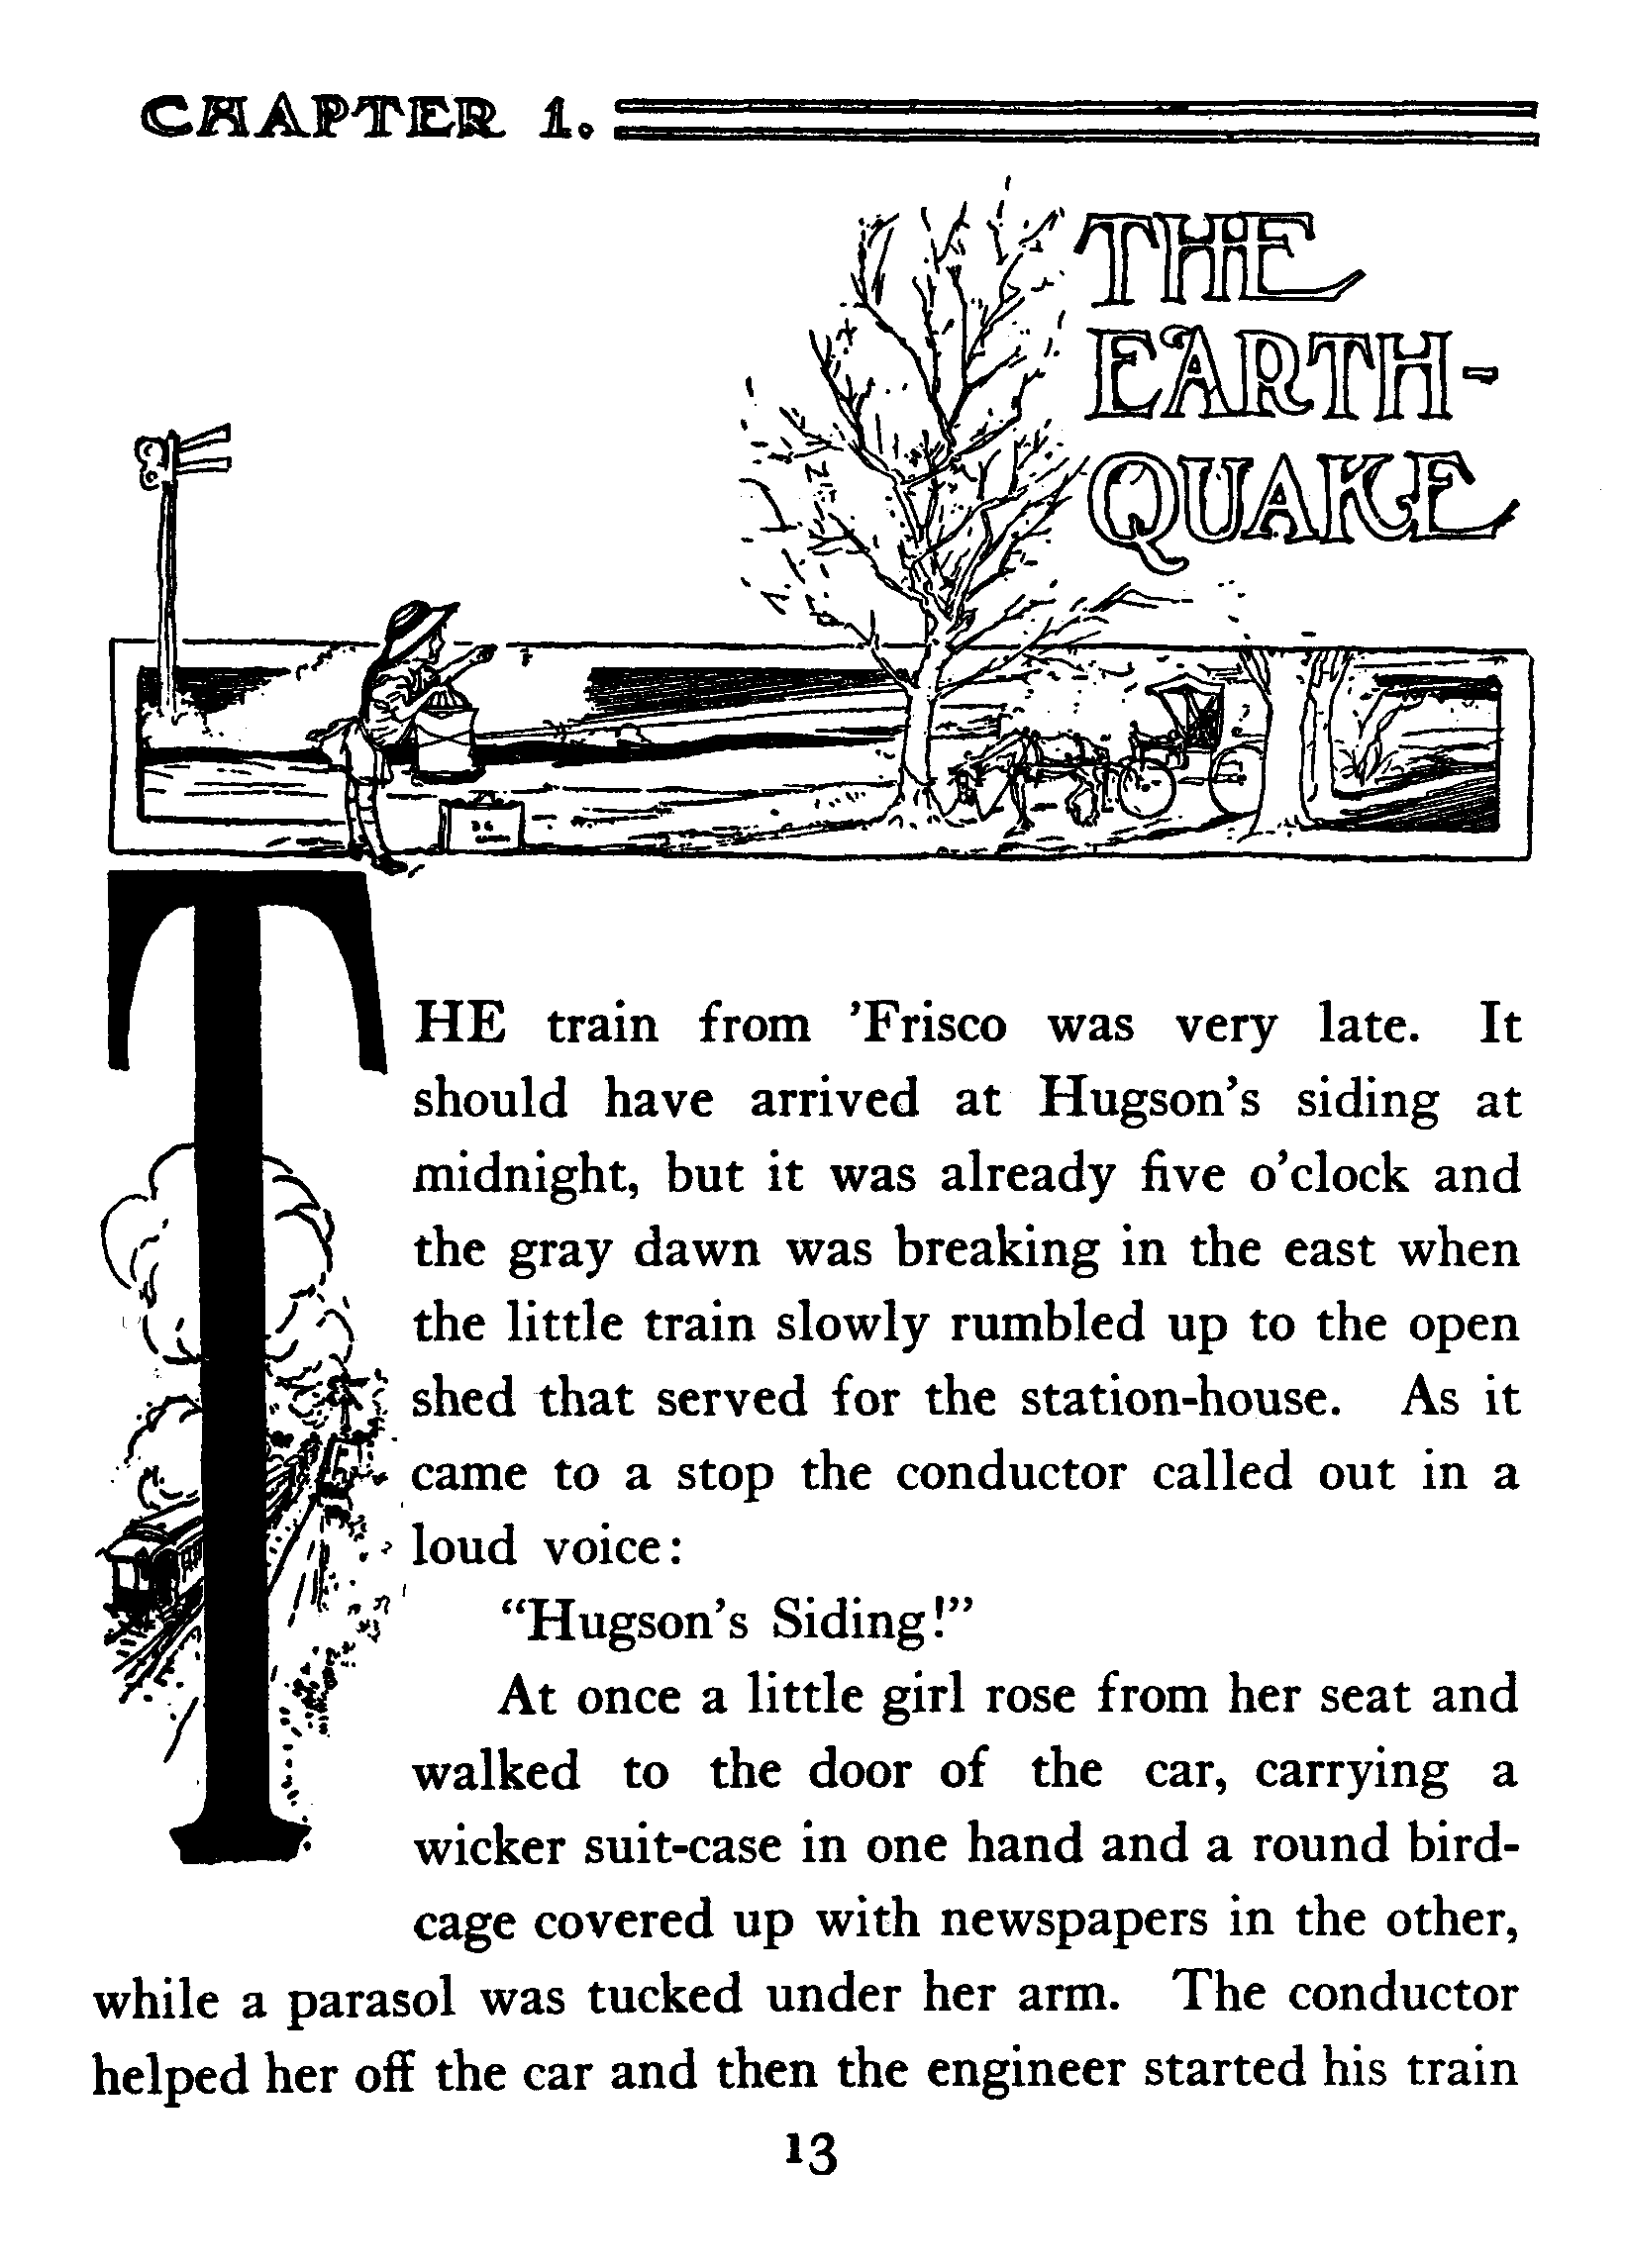 CHAPTER 1.
THE
EARTH-
QUAKE
THE train from ’Frisco was very late. It
should have arrived at Hugson’s siding at
midnight, but it was already five o’clock and
the gray dawn was breaking in the east when
the little train slowly rumbled up to the open
shed that served for the station-house. As it
came to a stop the conductor called out in a
loud voice:
“Hugson’s Siding!”
At once a little girl rose from her seat and
walked to the door of the car, carrying a
wicker suit-case in one hand and a round bird-
cage covered up with newspapers in the other,
while a parasol was tucked under her arm. The conductor
helped her off the car and then the engineer started his train
13